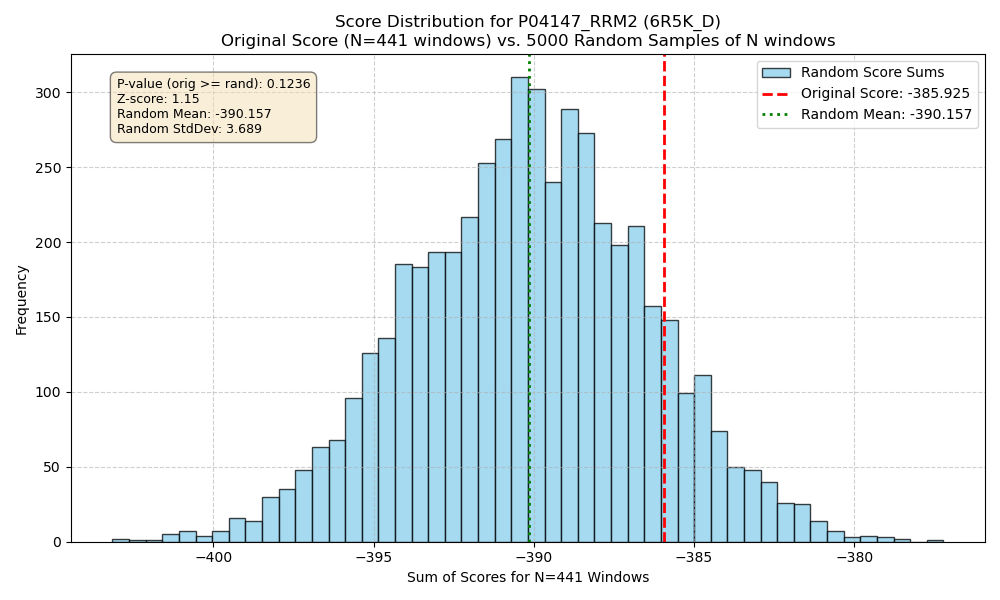 Score Distribution for P04147_RRM2 (6R5K_D)
Original Score (N=441 windows) vs. 5000 Random Samples of N windows
P-value (orig >= rand): 0.1236
Z-score: 1.15
Random Mean: -390.157
Random StdDev: 3.689
Random Score Sums
Original Score: -385.925
Random Mean: -390.157
Frequency
300
250
200
150
100
50
0
−400
−395
−390
−385
−380
Sum of Scores for N=441 Windows